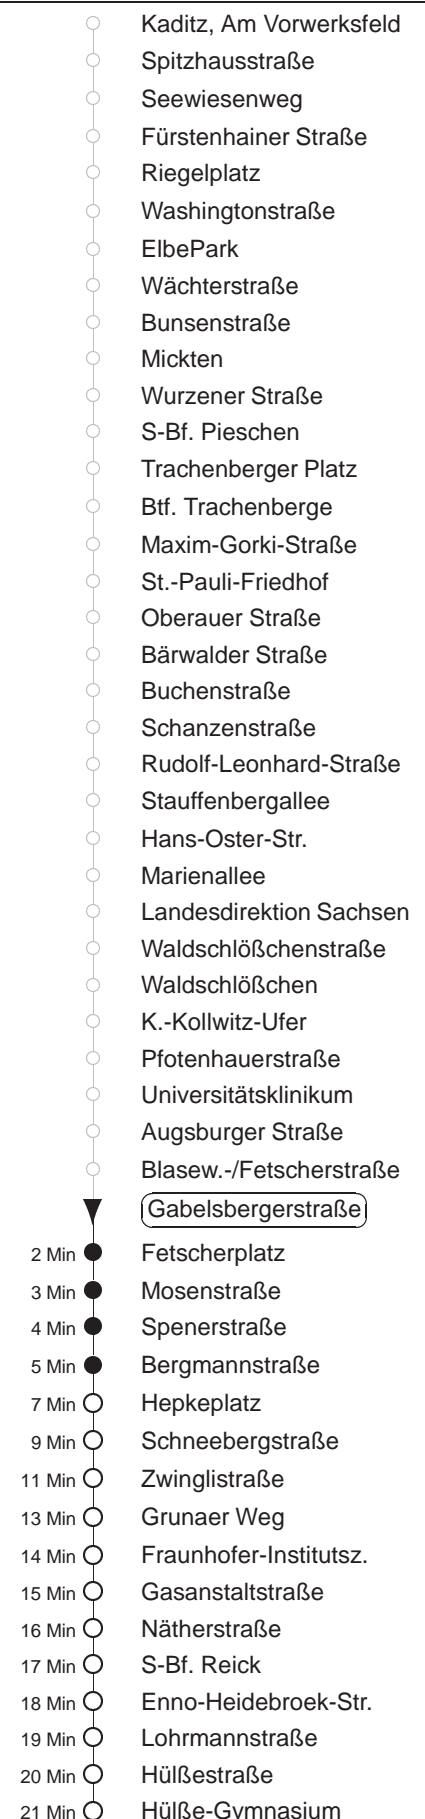 Kaditz, Am Vorwerksfeld
Spitzhausstraße
Seewiesenweg
Fürstenhainer Straße
Riegelplatz
Washingtonstraße
ElbePark
Wächterstraße
Bunsenstraße
Mickten
Wurzener Straße
S-Bf. Pieschen
Trachenberger Platz
Btf. Trachenberge
Maxim-Gorki-Straße
St.-Pauli-Friedhof
Oberauer Straße
Bärwalder Straße
Buchenstraße
Schanzenstraße
Rudolf-Leonhard-Straße
Stauffenbergallee
Hans-Oster-Str.
Marienallee
Landesdirektion Sachsen
Waldschlößchenstraße
Waldschlößchen
K.-Kollwitz-Ufer
Pfotenhauerstraße
Universitätsklinikum
Augsburger Straße
Blasew.-/Fetscherstraße
Gabelsbergerstraße
2 Min Fetscherplatz
3 Min Mosenstraße
4 Min Spenerstraße
5 Min Bergmannstraße
7 Min Hepkeplatz
9 Min Schneebergstraße
11 Min Zwinglistraße
13 Min Grunaer Weg
14 Min Fraunhofer-Institutsz.
15 Min Gasanstaltstraße
16 Min Nätherstraße
17 Min S-Bf. Reick
18 Min Enno-Heidebroek-Str.
19 Min Lohrmannstraße
20 Min Hülßestraße
21 Min Hülße-Gymnasium